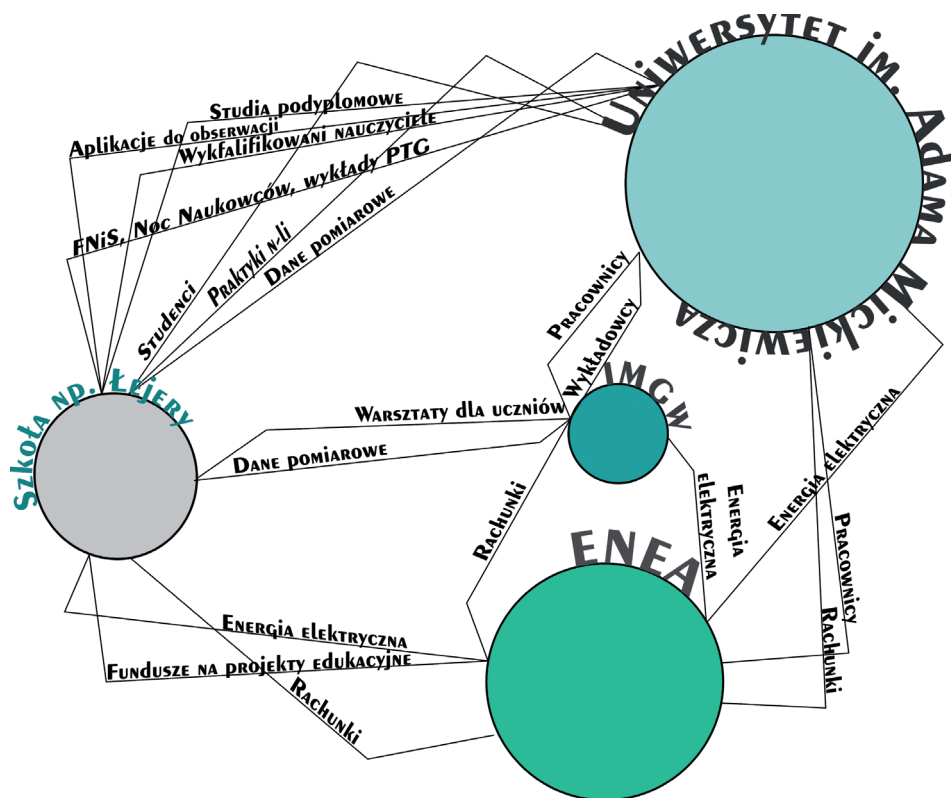 Uniwersytet im. Adama Mickiewicza
Studia podyplomowe
Aplikacje do obserwacji
Wykfalifikowani nauczyciele
FNiS, Noc Naukowców, wykłady PTG
Studenci
Praktyki n-li
Dane pomiarowe
Pracownicy
Wykładowcy
IMGW
Szkoła np. Łejery
Warsztaty dla uczniów
Dane pomiarowe
Rachunki
Energia
elektryczna
Energia elektryczna
Pracownicy
Rachunki
ENEA
Energia elektryczna
Fundusze na projekty edukacyjne
Rachunki